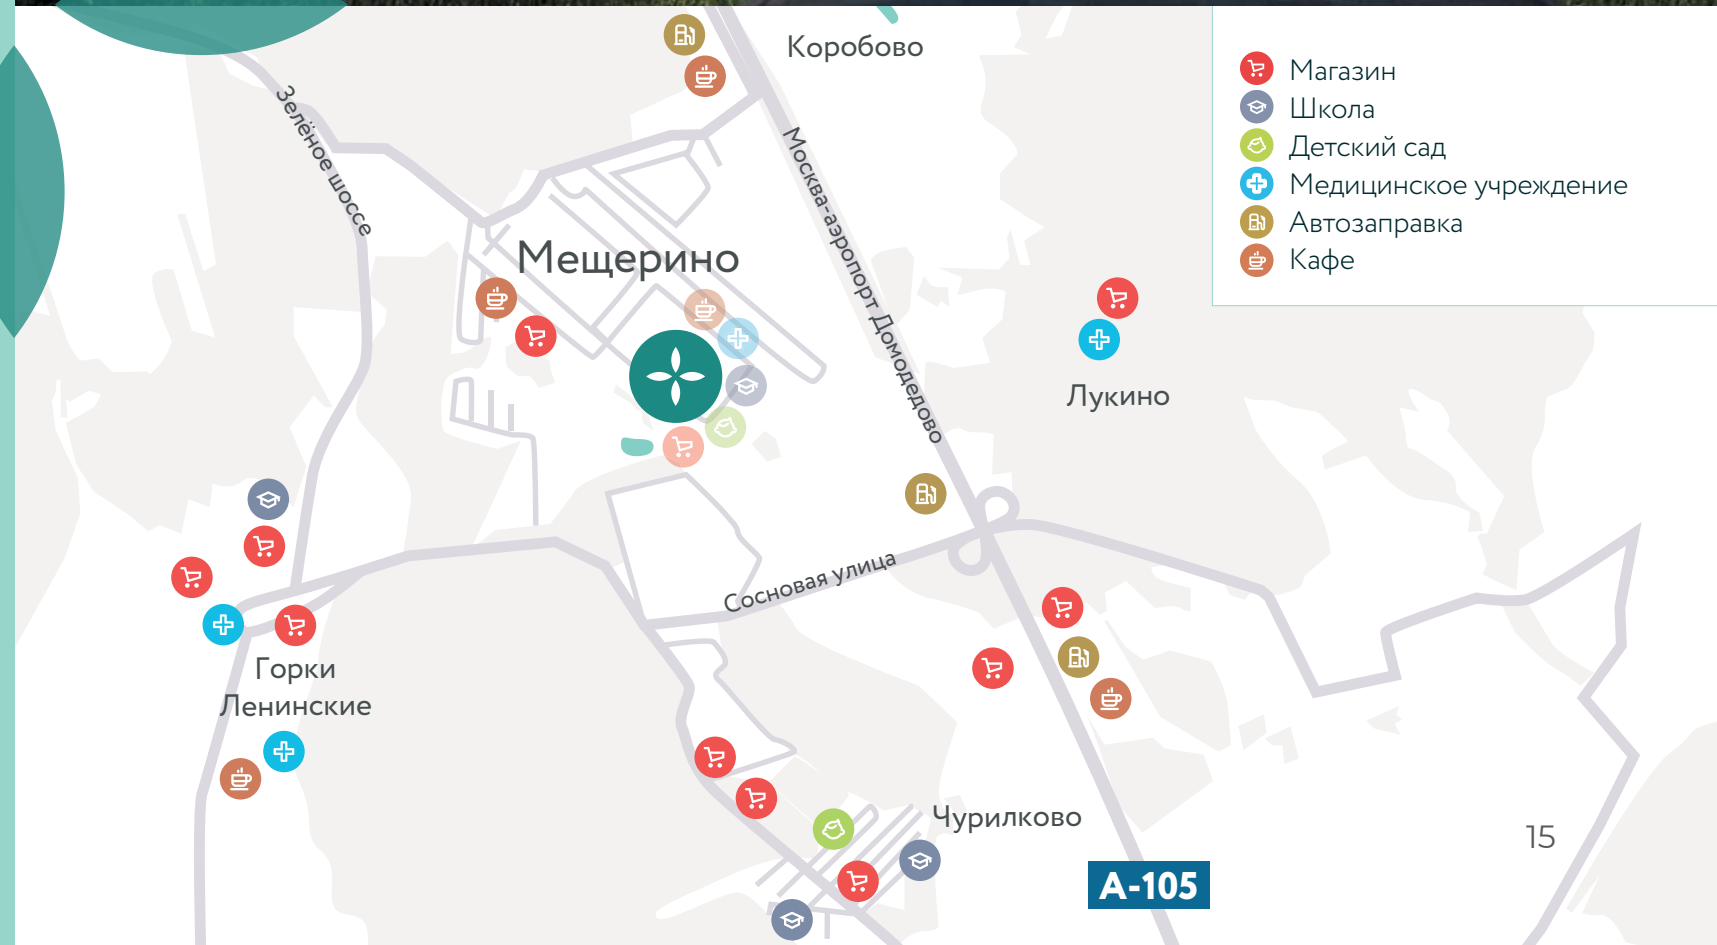 Коробово
Магазин
Школа
Детский сад
Медицинское учреждение
Автозаправка
Кафе
Зелёное шоссе
Москва-аэропорт Домодедово
Мещерино
Лукино
Сосновая улица
Горки
Ленинские
Чурилково
15
А-105